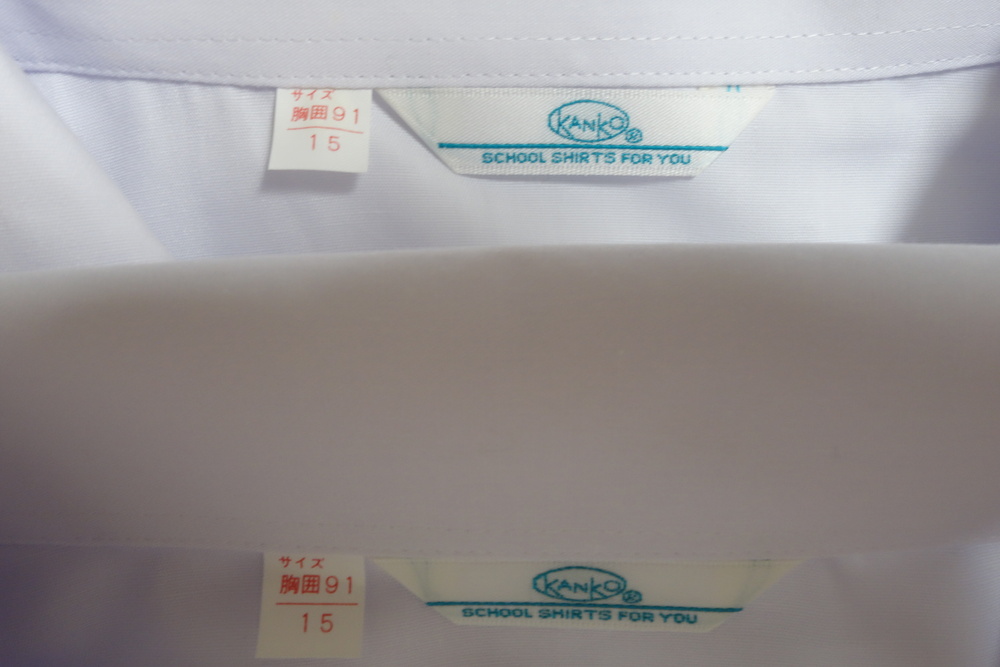 サイズ
胸囲91
15
KANKO®
SCHOOL SHIRTS FOR YOU
サイズ
胸囲91
15
KANKO®
SCHOOL SHIRTS FOR YOU